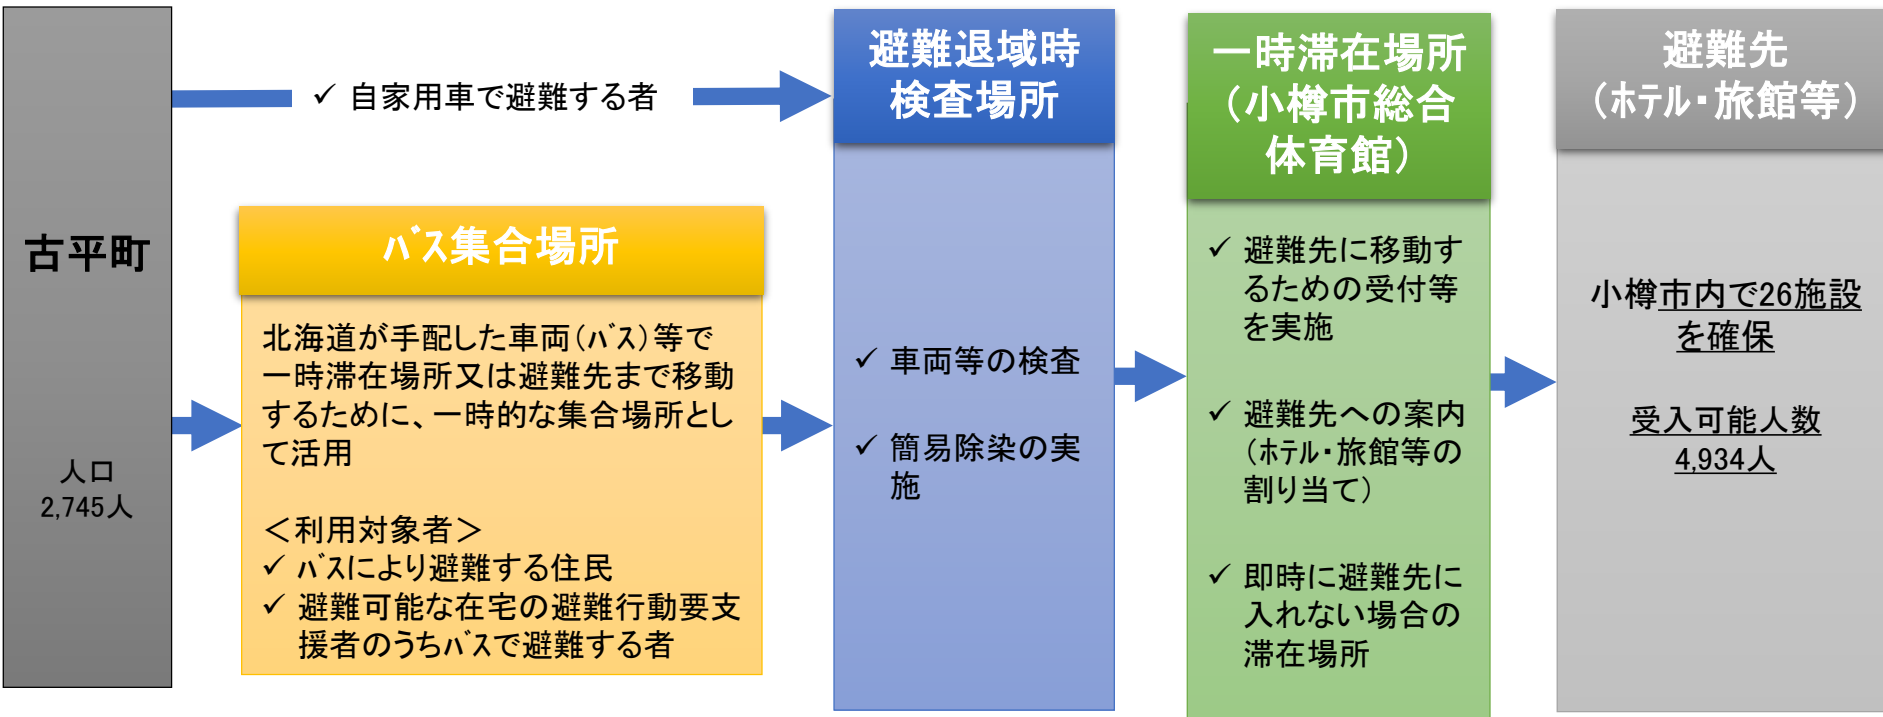 古平町
人口
2,745人
✓ 自家用車で避難する者
バス集合場所
北海道が手配した車両(バス)等で
一時滞在場所又は避難先まで移動
するために、一時的な集合場所とし
て活用
<利用対象者>
✓ バスにより避難する住民
✓ 避難可能な在宅の避難行動要支
援者のうちバスで避難する者
避難退域時
検査場所
✓ 車両等の検査
✓ 簡易除染の実
施
一時滞在場所
(小樽市総合
体育館)
✓ 避難先に移動す
るための受付等
を実施
✓ 避難先への案内
(ホテル・旅館等の
割り当て)
✓ 即時に避難先に
入れない場合の
滞在場所
避難先
(ホテル・旅館等)
小樽市内で26施設
を確保
受入可能人数
4,934人